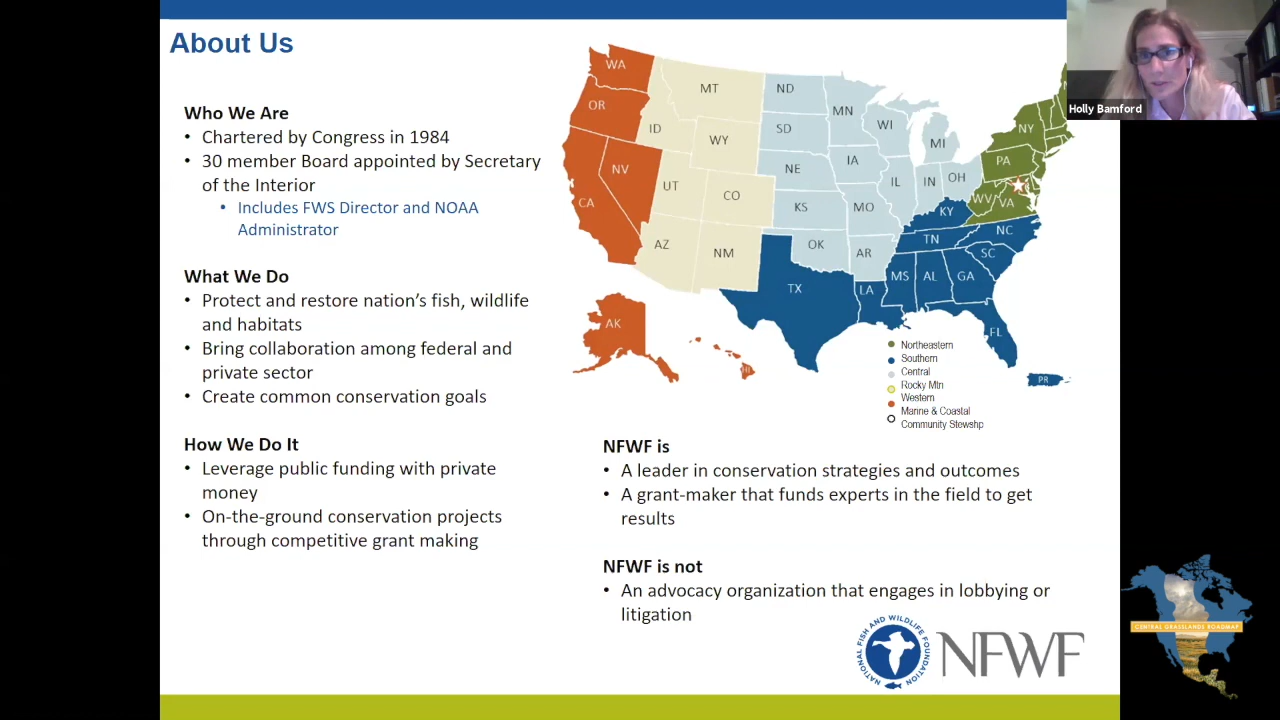 About Us
Holly Bamford
Who We Are
• Chartered by Congress in 1984
• 30 member Board appointed by Secretary
of the Interior
• Includes FWS Director and NOAA
Administrator
What We Do
• Protect and restore nation's fish, wildlife
and habitats
• Bring collaboration among federal and
private sector
• Create common conservation goals
How We Do It
• Leverage public funding with private
money
• On-the-ground conservation projects
through competitive grant making
WA
MT
ND
MN
OR
ID
SD
WI
MI
NY
WY
NV
NE
IA
PA
UT
CO
IL
IN
OH
WV
VA
CA
KS
MO
KY
AZ
NM
OK
AR
TN
NC
SC
TX
LA
MS
AL
GA
AK
FL
HI
PR
Northeastern
Southern
Central
Rocky Mtn
Western
Marine & Coastal
Community Stewshp
NFWF is
• A leader in conservation strategies and outcomes
• A grant-maker that funds experts in the field to get
results
NFWF is not
• An advocacy organization that engages in lobbying or
litigation
NATIONAL FISH AND WILDLIFE FOUNDATION
NFWF
CENTRAL GRASSLANDS ROADMAP